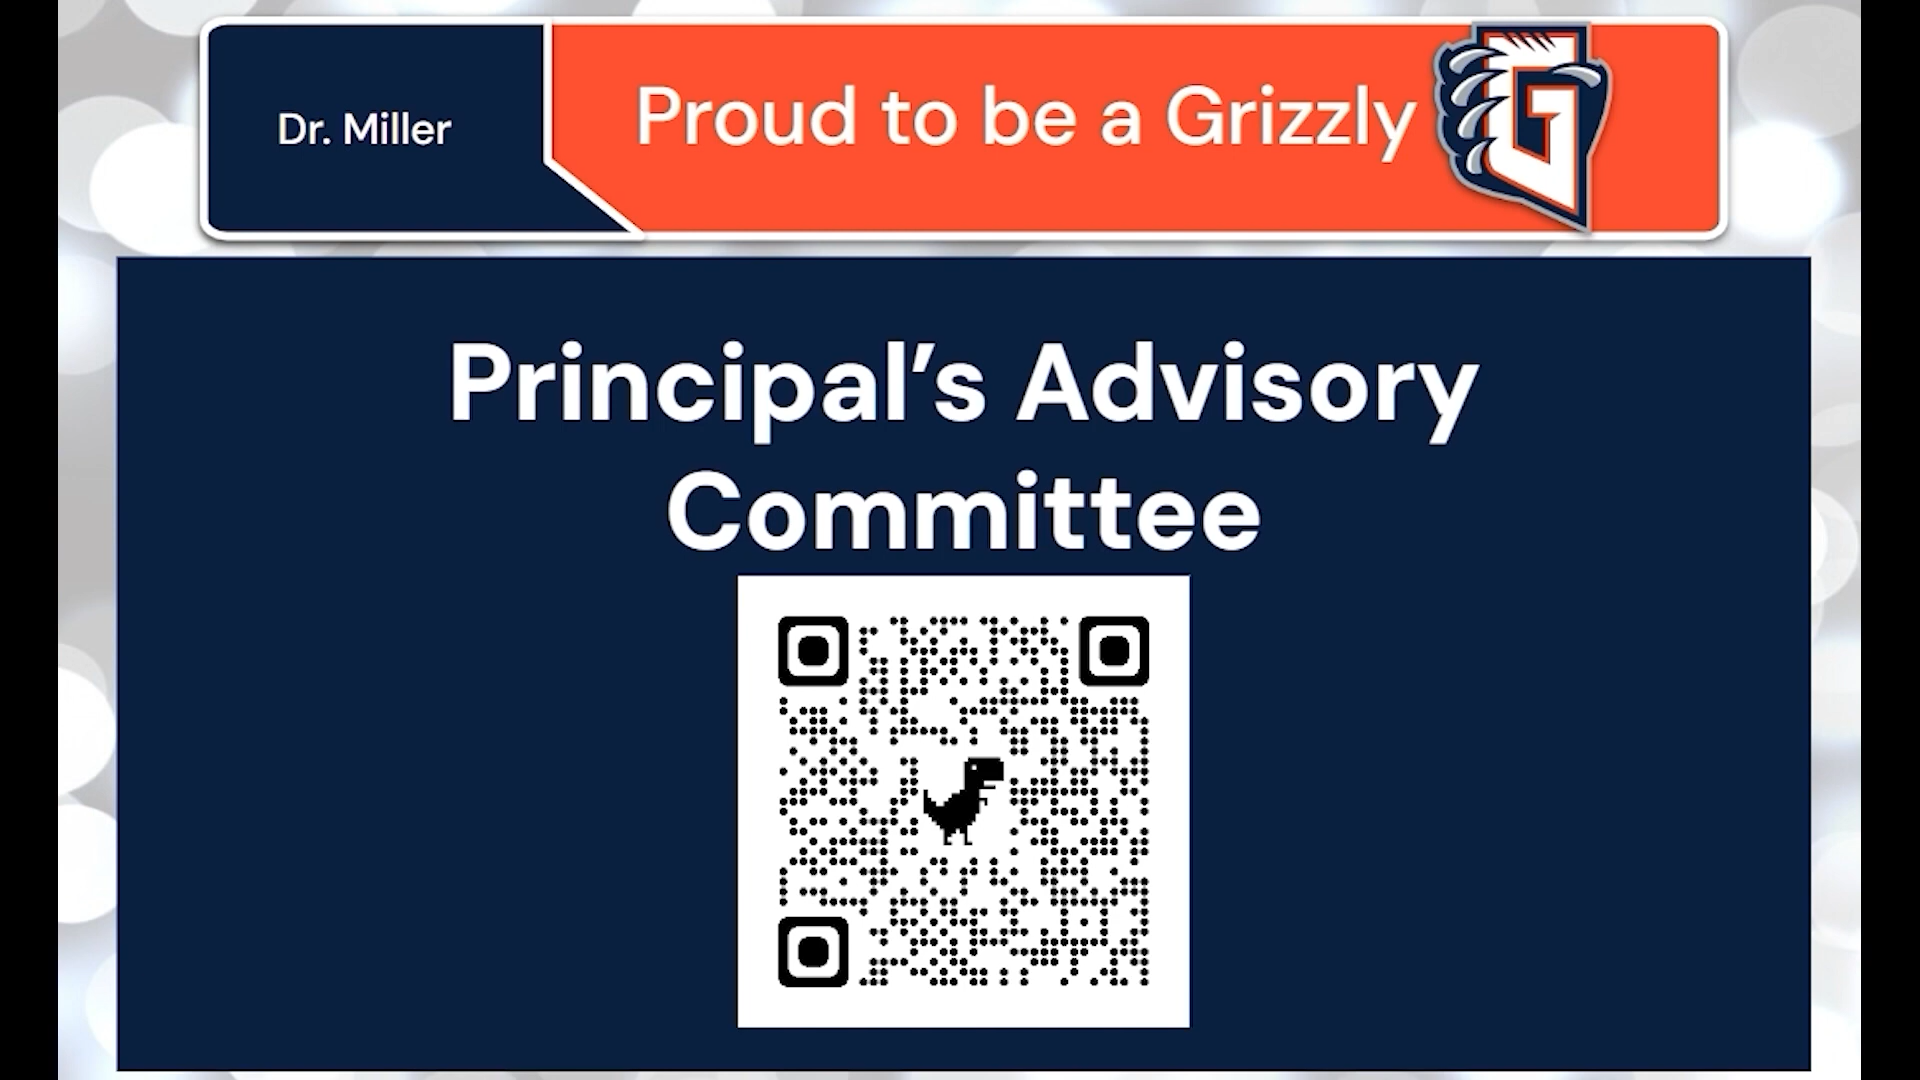 Dr. Miller
Proud to be a Grizzly
G
Principal’s Advisory
Committee